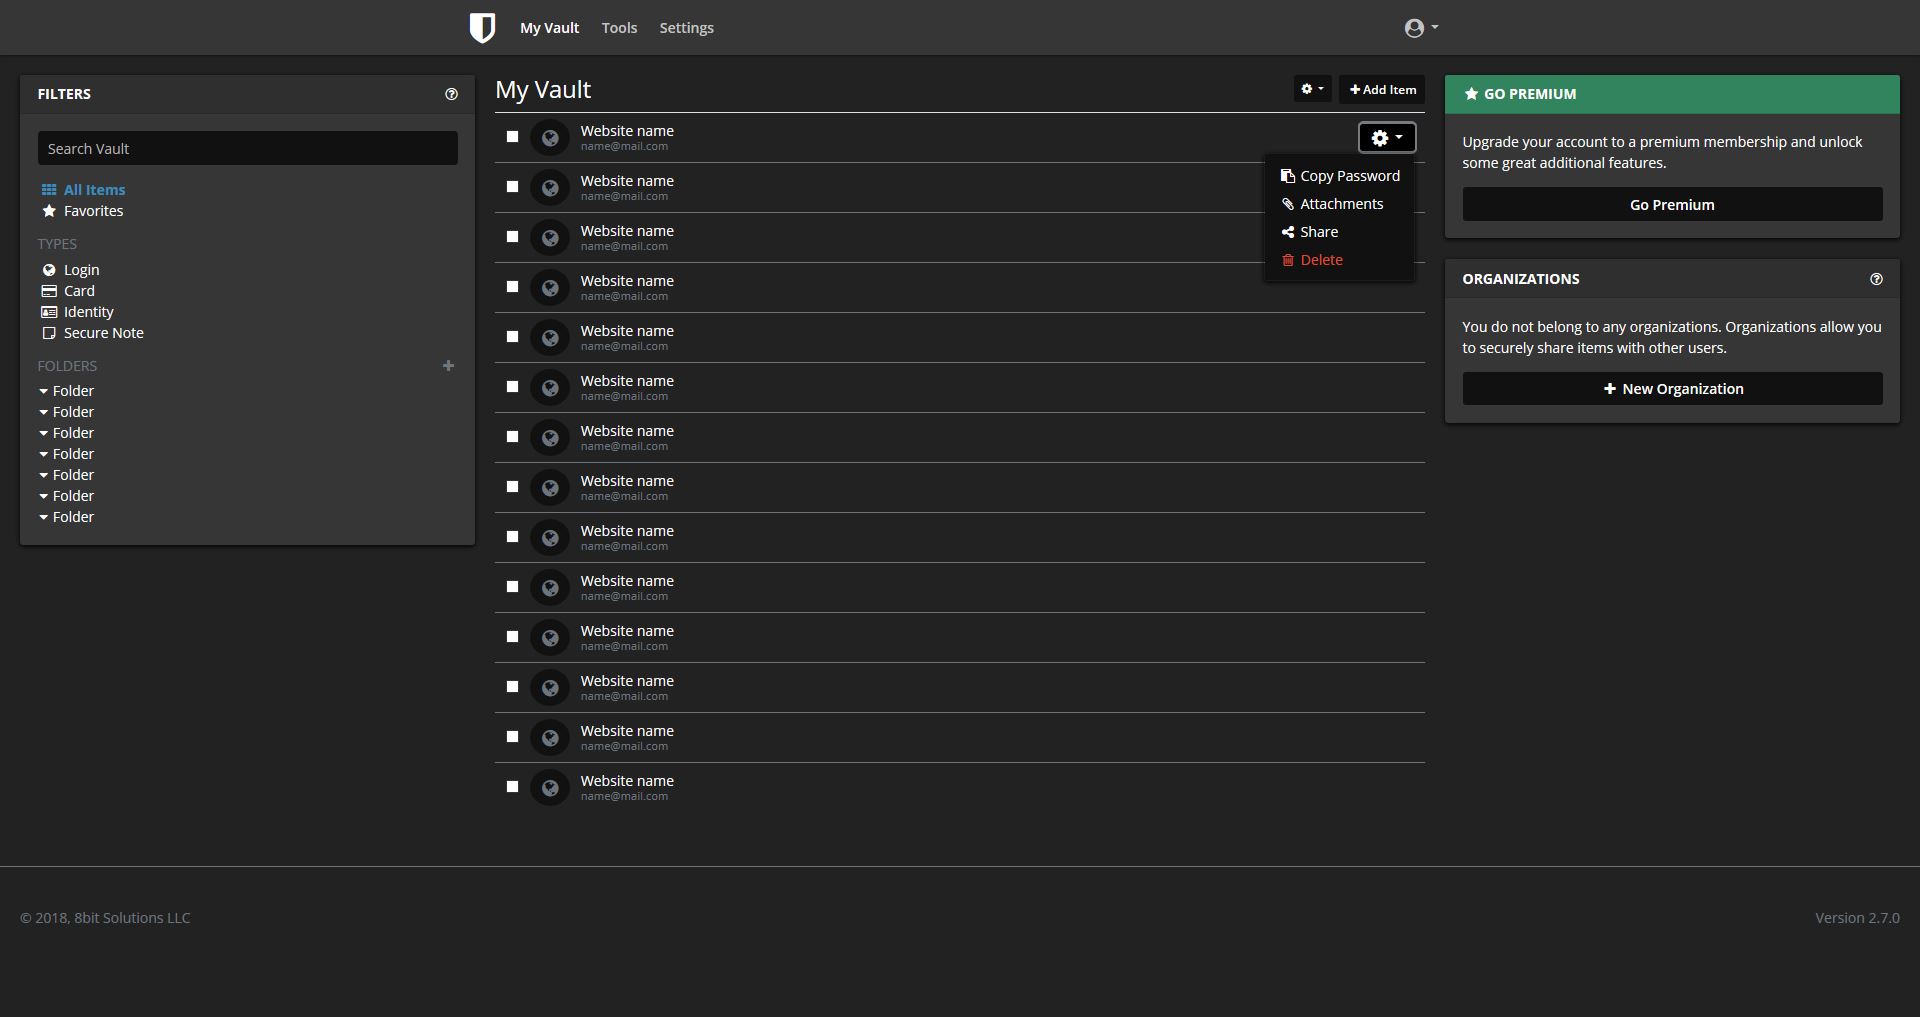 My Vault Tools Settings
FILTERS
Search Vault
All Items
Favorites
TYPES
Login
Card
Identity
Secure Note
FOLDERS
Folder
Folder
Folder
Folder
Folder
Folder
Folder
My Vault
Add Item
Website name
name@mail.com
Copy Password
Attachments
Share
Delete
Website name
name@mail.com
Website name
name@mail.com
Website name
name@mail.com
Website name
name@mail.com
Website name
name@mail.com
Website name
name@mail.com
Website name
name@mail.com
Website name
name@mail.com
Website name
name@mail.com
Website name
name@mail.com
Website name
name@mail.com
Website name
name@mail.com
Website name
name@mail.com
GO PREMIUM
Upgrade your account to a premium membership and unlock
some great additional features.
Go Premium
ORGANIZATIONS
You do not belong to any organizations. Organizations allow you
to securely share items with other users.
New Organization
© 2018, 8bit Solutions LLC
Version 2.7.0